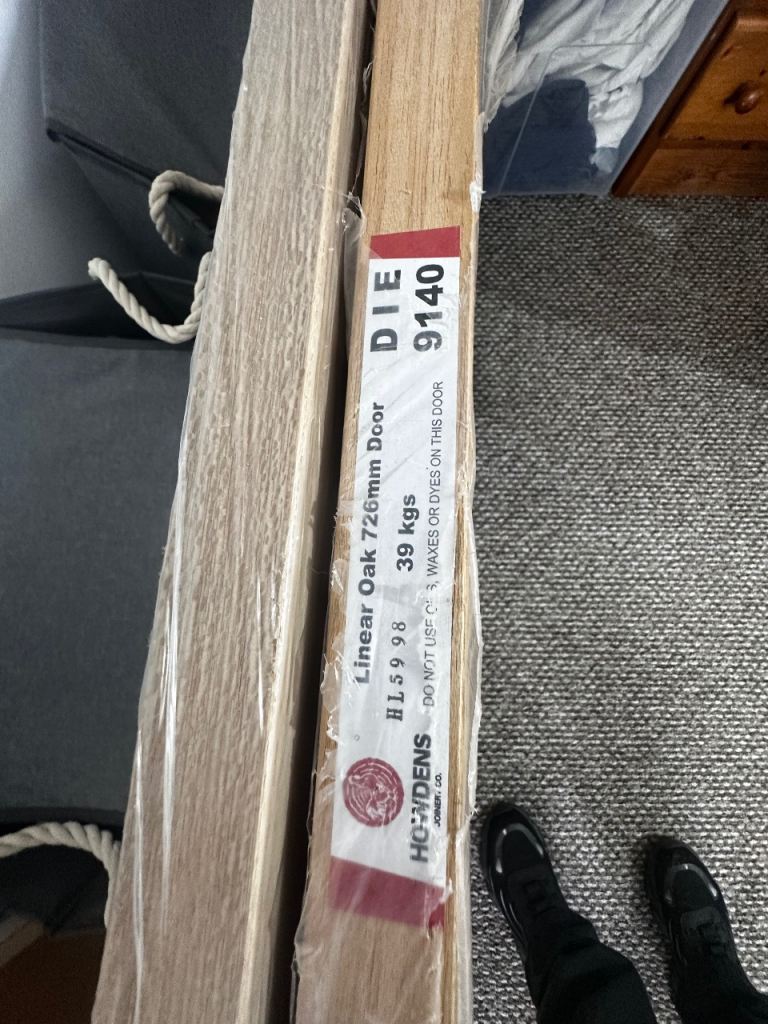 HOWDENS
JOINERY CO.
Linear Oak 726mm Door
HL5998 39 kgs
DO NOT USE OILS, WAXES OR DYES ON THIS DOOR
DIE
9140